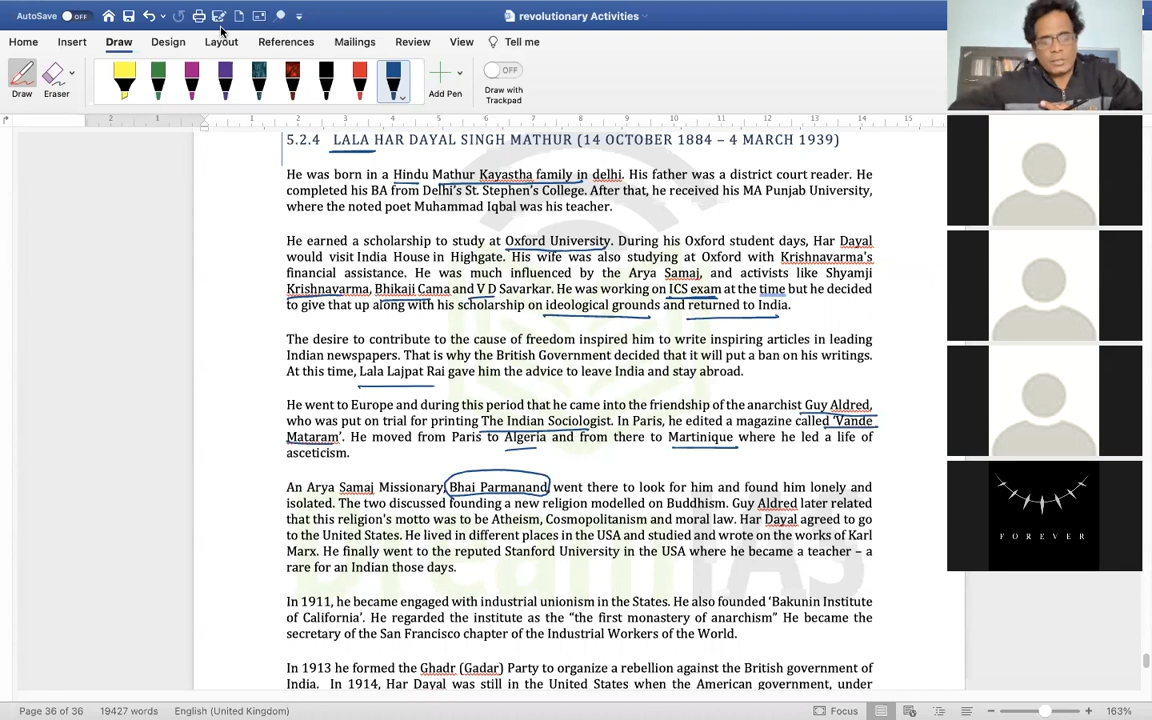 AutoSave OFF revolutionary Activities
Home Insert Draw Design Layout References Mailings Review View Tell me
OFF
Draw Eraser Add Pen Draw with Trackpad
2 1 1 2 3 4 5 6 7 8 9 10 11 12 13 14 15
5.2.4 LALA HAR DAYAL SINGH MATHUR (14 OCTOBER 1884 – 4 MARCH 1939)
He was born in a Hindu Mathur Kayastha family in delhi. His father was a district court reader. He
completed his BA from Delhi's St. Stephen's College. After that, he received his MA Punjab University,
where the noted poet Muhammad Iqbal was his teacher.
He earned a scholarship to study at Oxford University. During his Oxford student days, Har Dayal
would visit India House in Highgate. His wife was also studying at Oxford with Krishnavarma's
financial assistance. He was much influenced by the Arya Samaj, and activists like Shyamji
Krishnavarma, Bhikaji Cama and V D Savarkar. He was working on ICS exam at the time but he decided
to give that up along with his scholarship on ideological grounds and returned to India.
The desire to contribute to the cause of freedom inspired him to write inspiring articles in leading
Indian newspapers. That is why the British Government decided that it will put a ban on his writings.
At this time, Lala Lajpat Rai gave him the advice to leave India and stay abroad.
He went to Europe and during this period that he came into the friendship of the anarchist Guy Aldred,
who was put on trial for printing The Indian Sociologist. In Paris, he edited a magazine called 'Vande
Mataram'. He moved from Paris to Algeria and from there to Martinique where he led a life of
asceticism.
An Arya Samaj Missionary, Bhai Parmanand went there to look for him and found him lonely and
isolated. The two discussed founding a new religion modelled on Buddhism. Guy Aldred later related
that this religion's motto was to be Atheism, Cosmopolitanism and moral law. Har Dayal agreed to go
to the United States. He lived in different places in the USA and studied and wrote on the works of Karl
Marx. He finally went to the reputed Stanford University in the USA where he became a teacher – a
rare for an Indian those days.
In 1911, he became engaged with industrial unionism in the States. He also founded 'Bakunin Institute
of California'. He regarded the institute as the "the first monastery of anarchism" He became the
secretary of the San Francisco chapter of the Industrial Workers of the World.
In 1913 he formed the Ghadr (Gadar) Party to organize a rebellion against the British government of
India. In 1914, Har Dayal was still in the United States when the American government, under
FOREVER
Page 36 of 36 19427 words English (United Kingdom) Focus 163%